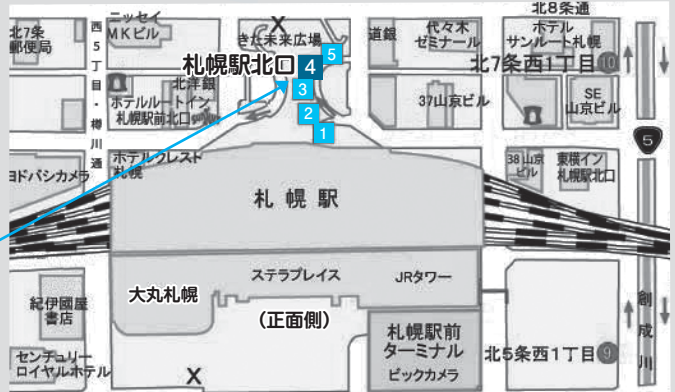 北8条通
ニッセイ
MKビル
X
きた未来広場
道銀
代々木
ゼミナール
ホテル
サンルート札幌
北7条
郵便局
西5丁目・樽川通
5
札幌駅北口
4
北7条西1丁目
10
北洋銀
3
ホテルルートイン
札幌駅前北口
37山京ビル
SE
山京ビル
2
1
5
ホテルクレスト
札幌
38山京
ビル
東横イン
札幌駅北口
ヨドバシカメラ
札幌駅
ステラプレイス
JRタワー
大丸札幌
紀伊國屋
書店
(正面側)
創成川
札幌駅前
ターミナル
北5条西1丁目
9
センチュリー
ロイヤルホテル
X
ビックカメラ